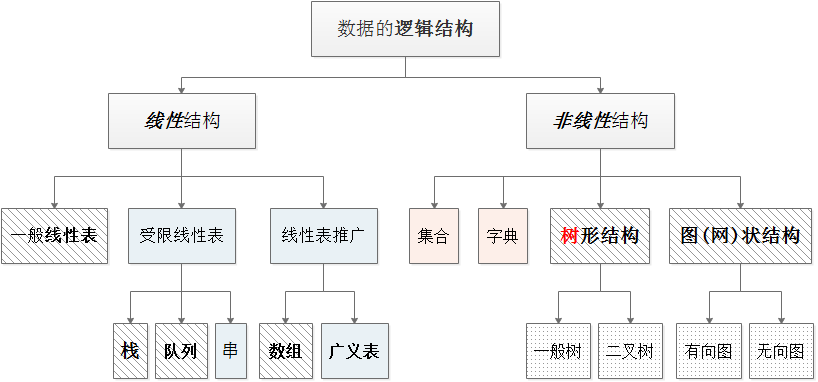 数据的逻辑结构
线性结构
非线性结构
一般线性表
受限线性表
线性表推广
集合
字典
树形结构
图(网)状结构
栈
队列
串
数组
广义表
一般树
二叉树
有向图
无向图